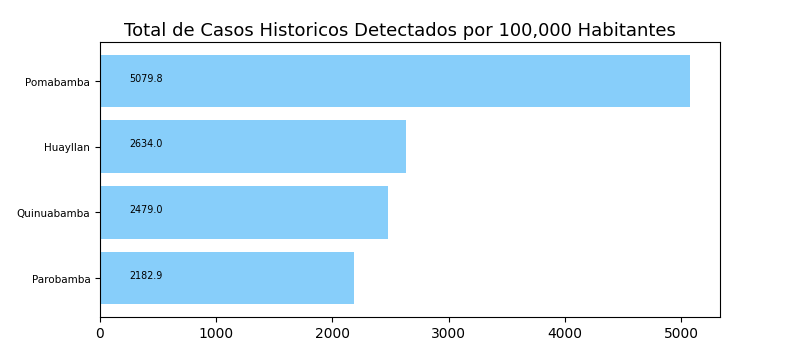 Total de Casos Historicos Detectados por 100,000 Habitantes
Pomabamba 5079.8
Huayllan 2634.0
Quinuabamba 2479.0
Parobamba 2182.9
0 1000 2000 3000 4000 5000